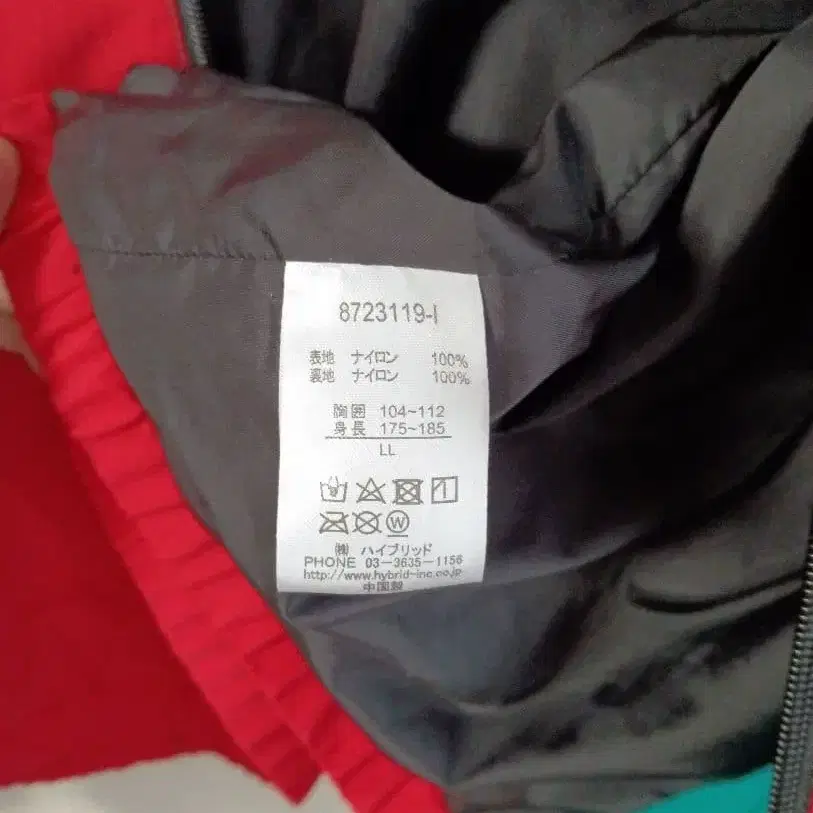 8723119-I
表地 ナイロン 100%
裏地 ナイロン 100%
胸囲 104~112
身長 175~185
LL
W
㈱ ハイブリッド
PHONE 03-3635-1156
http://www.hybrid-inc.co.jp
中国製